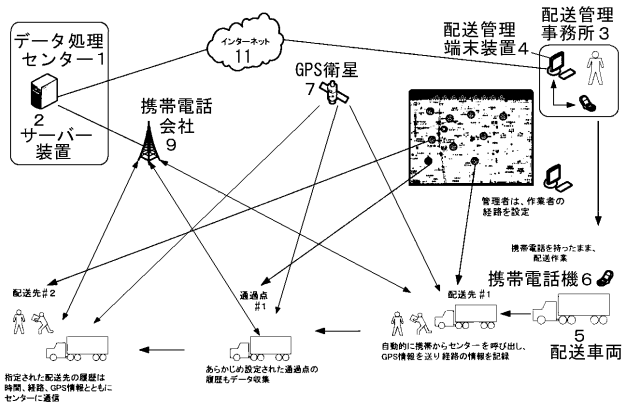 データ処理
センター1
2
サーバー
装置
インターネット
11
GPS衛星
7
携帯電話
会社
9
配送管理
端末装置4
配送管理
事務所3
管理者は、作業者の
経路を設定
携帯電話を持ったまま、
配送作業
携帯電話機6
5
配送車両
配送先#1
自動的に携帯からセンターを呼び出し、
GPS情報を送り経路の情報を記録
通過点
#1
あらかじめ設定された通過点の
履歴もデータ収集
配送先#2
指定された配送先の履歴は
時間、経路、GPS情報とともに
センターに通信